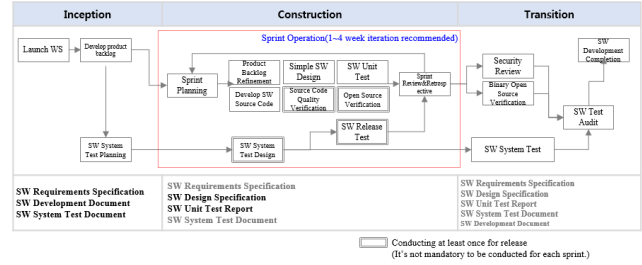 Inception
Construction
Transition
Sprint Operation(1~4 week iteration recommended)
Launch WS
Develop product
backlog
Sprint
Planning
Product
Backlog
Refinement
Simple SW
Design
SW Unit
Test
Develop SW
Source Code
Source Code
Quality
Verification
Open Source
Verification
Sprint
Review&Retrosp
ective
Security
Review
Binary Open
Source
Verification
SW
Development
Completion
SW Test
Audit
SW System
Test Planning
SW System
Test Design
SW Release
Test
SW System Test
SW Requirements Specification
SW Development Document
SW System Test Document
SW Requirements Specification
SW Design Specification
SW Unit Test Report
SW System Test Document
SW Requirements Specification
SW Design Specification
SW Unit Test Report
SW System Test Document
SW Development Document
Conducting at least once for release
(It's not mandatory to be conducted for each sprint.)